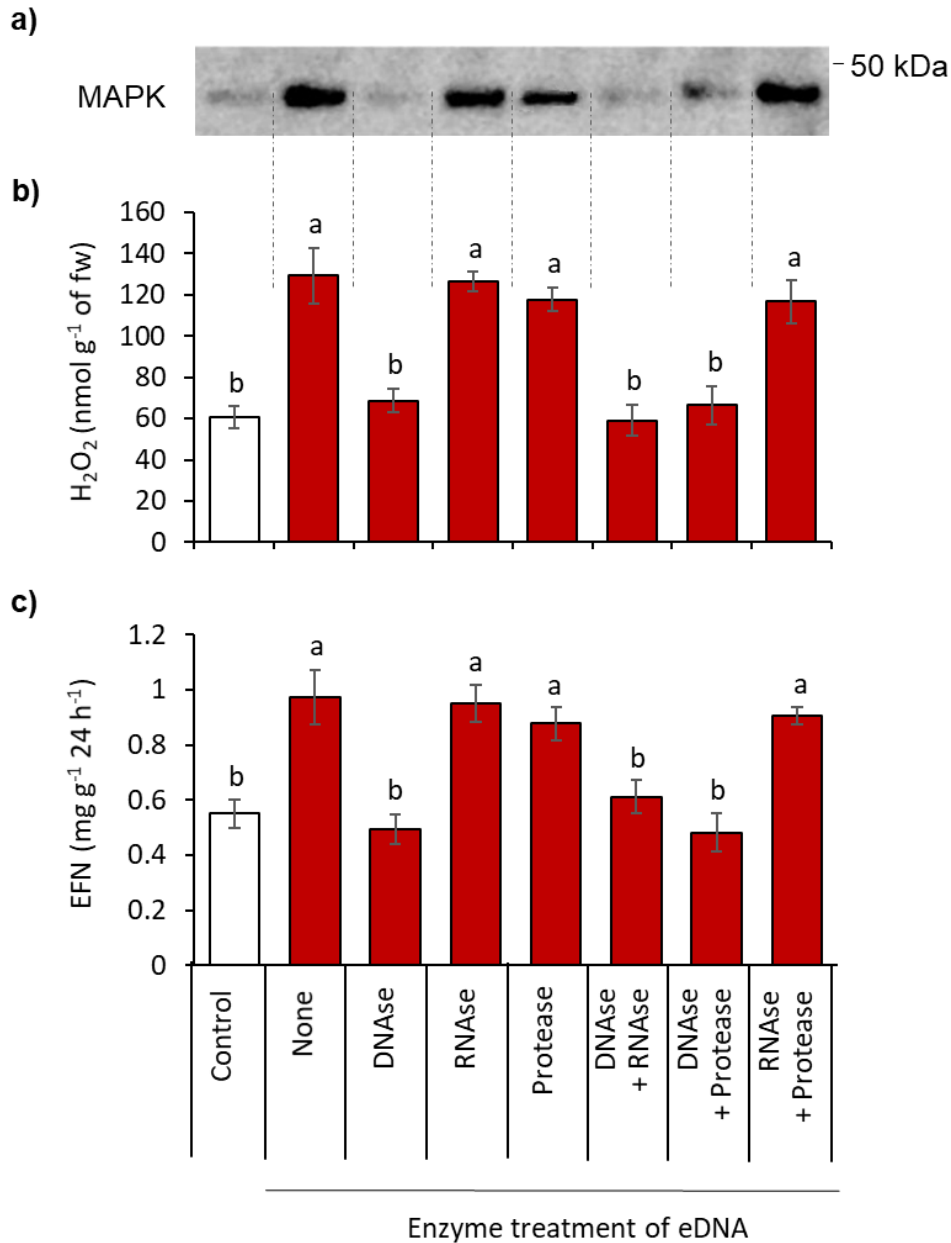 a)
50 kDa
MAPK
b)
H₂O₂ (nmol g⁻¹ of fw)
160
140
120
100
80
60
40
20
0
b
a
b
a
a
b
b
a
c)
EFN (mg g⁻¹ 24 h⁻¹)
1.2
1
0.8
0.6
0.4
0.2
0
b
a
b
a
a
b
b
a
Control
None
DNAse
RNAse
Protease
DNAse
+ RNAse
DNAse
+ Protease
RNAse
+ Protease
Enzyme treatment of eDNA